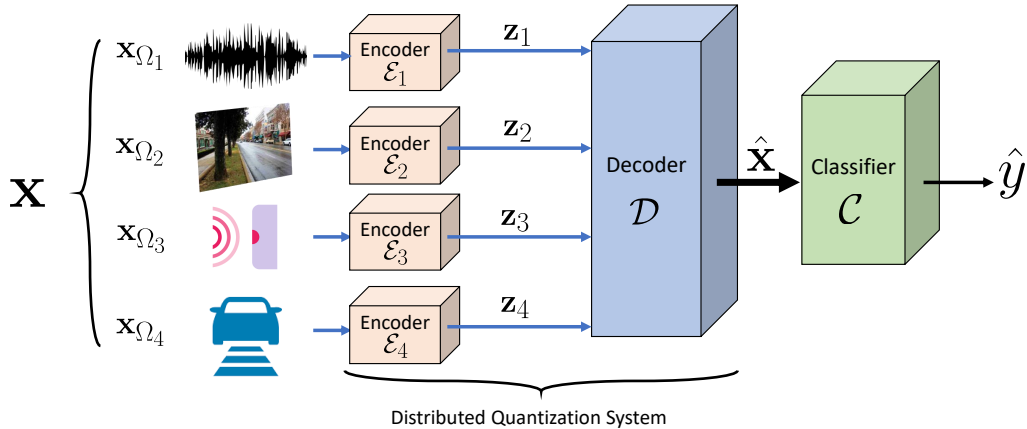 x
x_{Ω_1}
Encoder
ℰ_1
z_1
x_{Ω_2}
Encoder
ℰ_2
z_2
x_{Ω_3}
Encoder
ℰ_3
z_3
x_{Ω_4}
Encoder
ℰ_4
z_4
Decoder
𝒟
x̂
Classifier
𝒞
ŷ
Distributed Quantization System